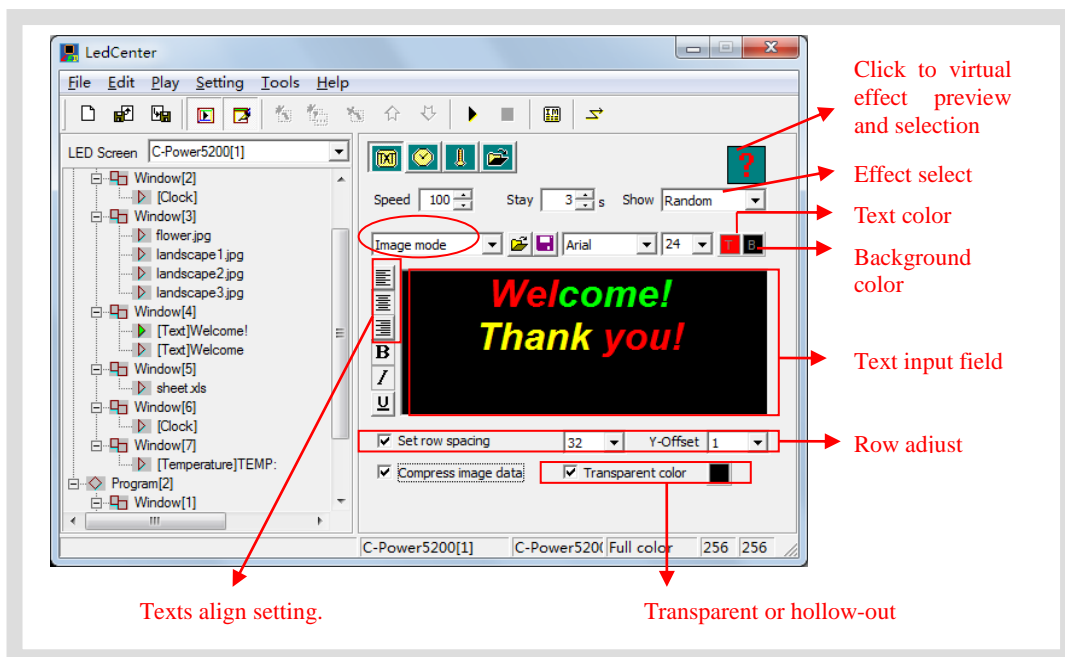 LedCenter
File Edit Play Setting Tools Help
LED Screen C-Power5200[1]
Window[2]
[Clock]
Window[3]
flower.jpg
landscape1.jpg
landscape2.jpg
landscape3.jpg
Window[4]
[Text]Welcome!
[Text]Welcome
Window[5]
sheet.xls
Window[6]
[Clock]
Window[7]
[Temperature]TEMP:
Program[2]
Window[1]
TXT
?
Speed 100 Stay 3 s Show Random
Image mode Arial 24 T B
B
I
U
Welcome!
Thank you!
Set row spacing 32 Y-Offset 1
Compress image data Transparent color
C-Power5200[1] C-Power520( Full color 256 256
Click to virtual
effect preview
and selection
Effect select
Text color
Background
color
Text input field
Row adjust
Texts align setting.
Transparent or hollow-out